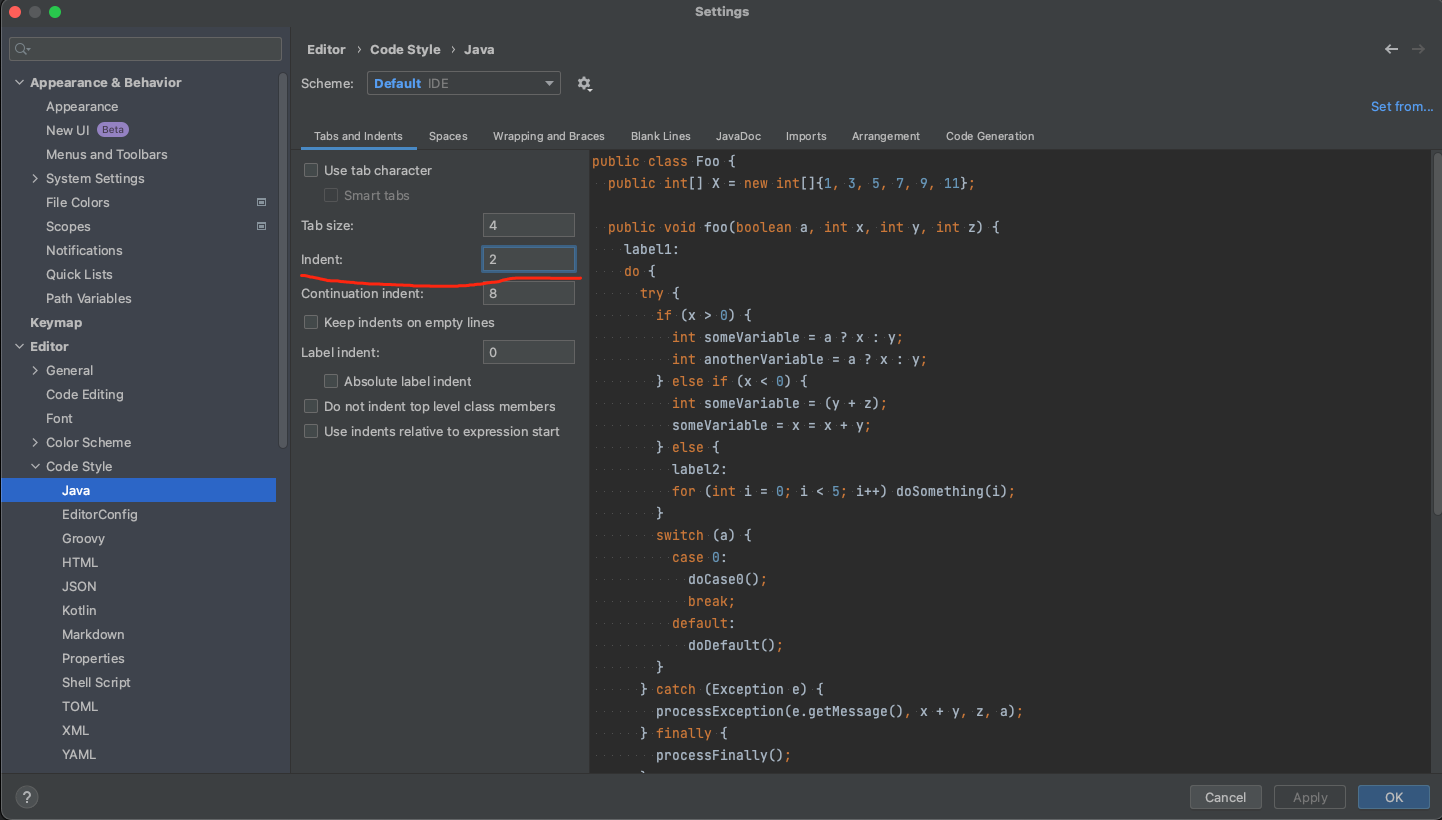 Settings
Appearance & Behavior
Appearance
New UI Beta
Menus and Toolbars
System Settings
File Colors
Scopes
Notifications
Quick Lists
Path Variables
Keymap
Editor
General
Code Editing
Font
Color Scheme
Code Style
Java
EditorConfig
Groovy
HTML
JSON
Kotlin
Markdown
Properties
Shell Script
TOML
XML
YAML
Editor › Code Style › Java
Scheme: Default IDE
Set from...
Tabs and Indents Spaces Wrapping and Braces Blank Lines JavaDoc Imports Arrangement Code Generation
Use tab character
Smart tabs
Tab size: 4
Indent: 2
Continuation indent: 8
Keep indents on empty lines
Label indent: 0
Absolute label indent
Do not indent top level class members
Use indents relative to expression start
public class Foo {
public int[] X = new int[]{1, 3, 5, 7, 9, 11};
public void foo(boolean a, int x, int y, int z) {
label1:
do {
try {
if (x > 0) {
int someVariable = a ? x : y;
int anotherVariable = a ? x : y;
} else if (x < 0) {
int someVariable = (y + z);
someVariable = x = x + y;
} else {
label2:
for (int i = 0; i < 5; i++) doSomething(i);
}
switch (a) {
case 0:
doCase0();
break;
default:
doDefault();
}
} catch (Exception e) {
processException(e.getMessage(), x + y, z, a);
} finally {
processFinally();
}
? Cancel Apply OK